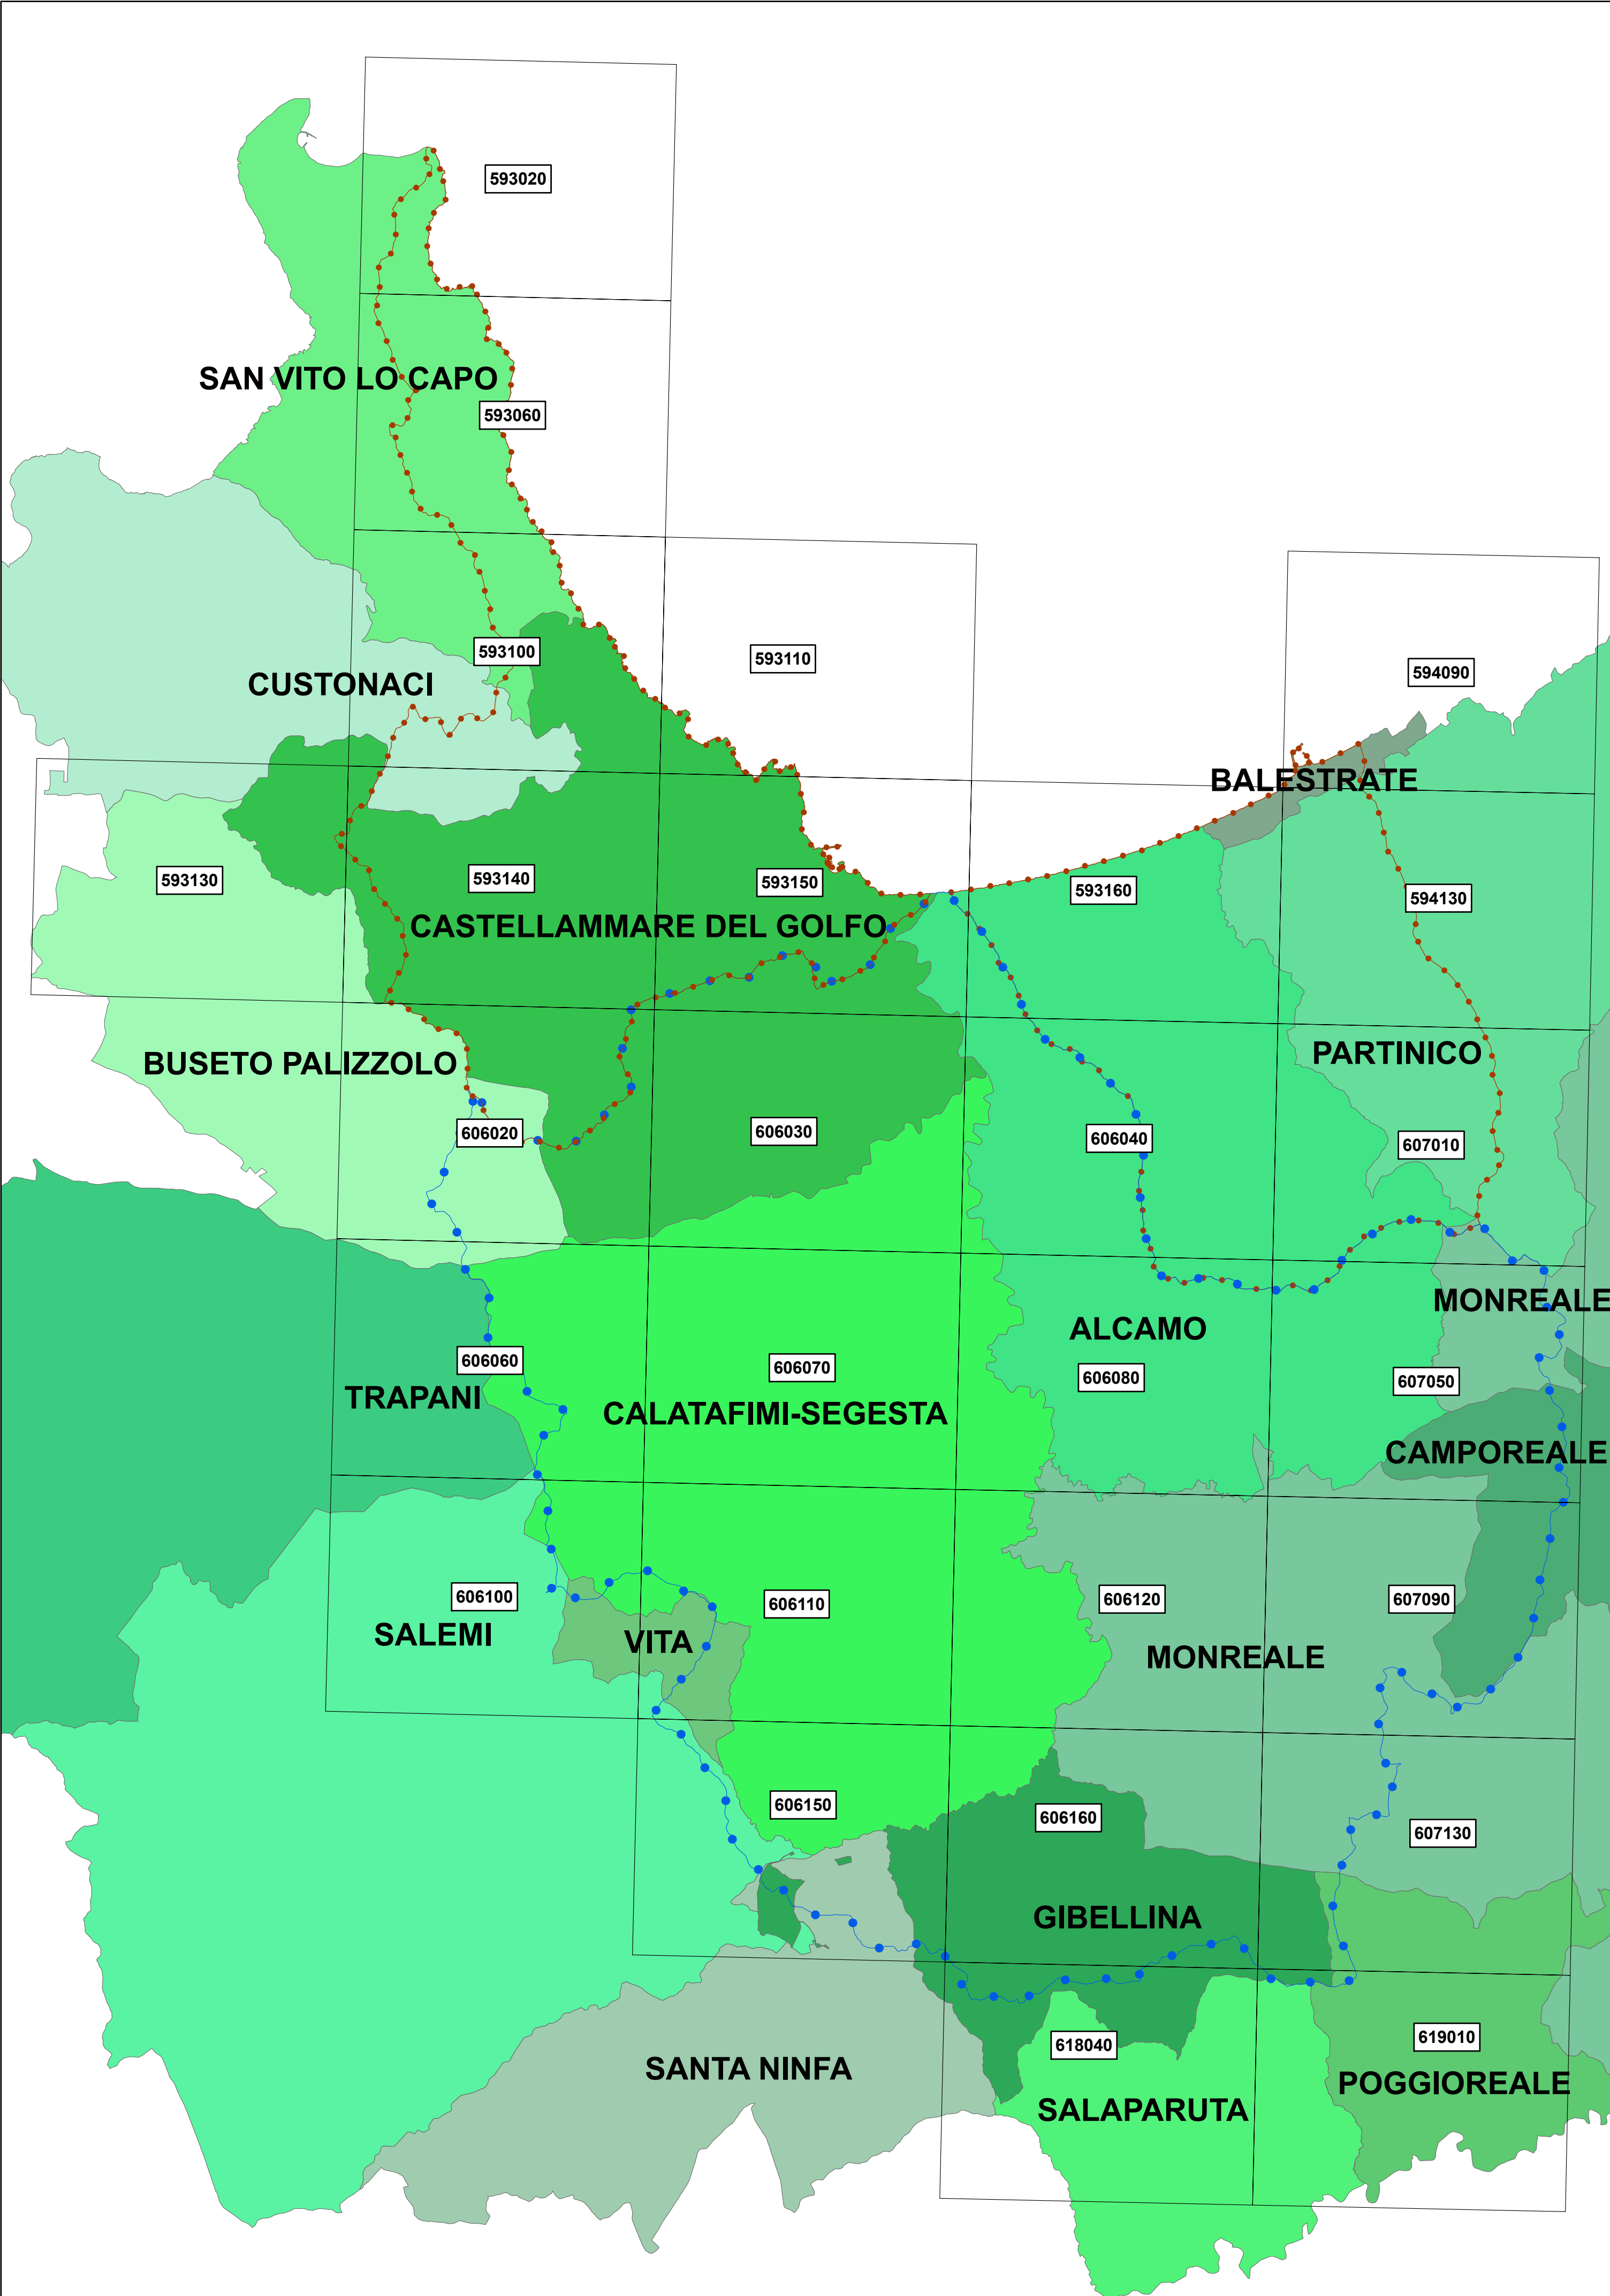 593020
SAN VITO LO CAPO
593060
593100
593110
594090
CUSTONACI
BALESTRATE
593130
593140
593150
593160
594130
CASTELLAMMARE DEL GOLFO
BUSETO PALIZZOLO
PARTINICO
606020
606030
606040
607010
MONREALE
ALCAMO
606060
606070
606080
607050
TRAPANI
CALATAFIMI-SEGESTA
CAMPOREALE
606100
606110
606120
607090
SALEMI
VITA
MONREALE
606150
606160
607130
GIBELLINA
618040
619010
SANTA NINFA
POGGIOREALE
SALAPARUTA